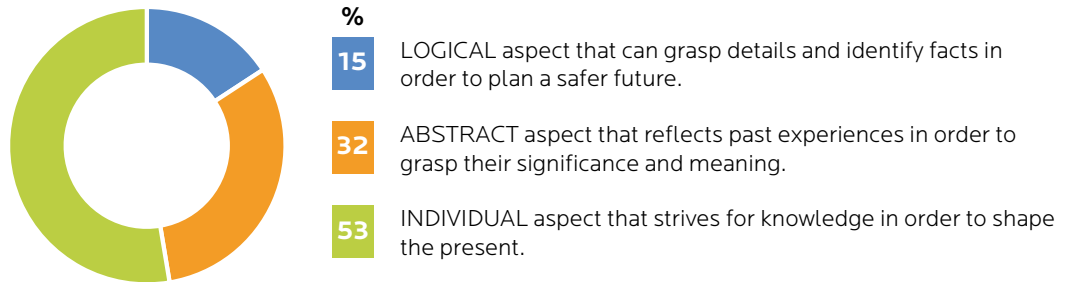 %
15
LOGICAL aspect that can grasp details and identify facts in
order to plan a safer future.
32
ABSTRACT aspect that reflects past experiences in order to
grasp their significance and meaning.
53
INDIVIDUAL aspect that strives for knowledge in order to shape
the present.